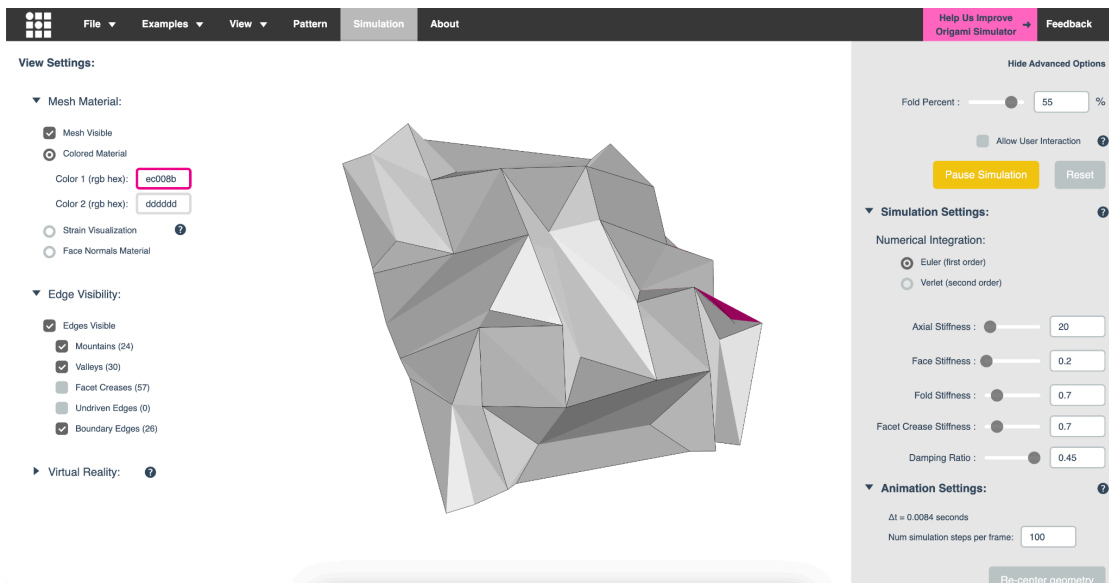 File Examples View Pattern Simulation About
Help Us Improve
Origami Simulator → Feedback
View Settings:
Mesh Material:
Mesh Visible
Colored Material
Color 1 (rgb hex): ec008b
Color 2 (rgb hex): dddddd
Strain Visualization ?
Face Normals Material
Edge Visibility:
Edges Visible
Mountains (24)
Valleys (30)
Facet Creases (57)
Undriven Edges (0)
Boundary Edges (26)
Virtual Reality: ?
Hide Advanced Options
Fold Percent : 55 %
Allow User Interaction ?
Pause Simulation Reset
Simulation Settings: ?
Numerical Integration:
Euler (first order)
Verlet (second order)
Axial Stiffness : 20
Face Stiffness : 0.2
Fold Stiffness : 0.7
Facet Crease Stiffness : 0.7
Damping Ratio : 0.45
Animation Settings: ?
Δt = 0.0084 seconds
Num simulation steps per frame: 100
Re-center geometry